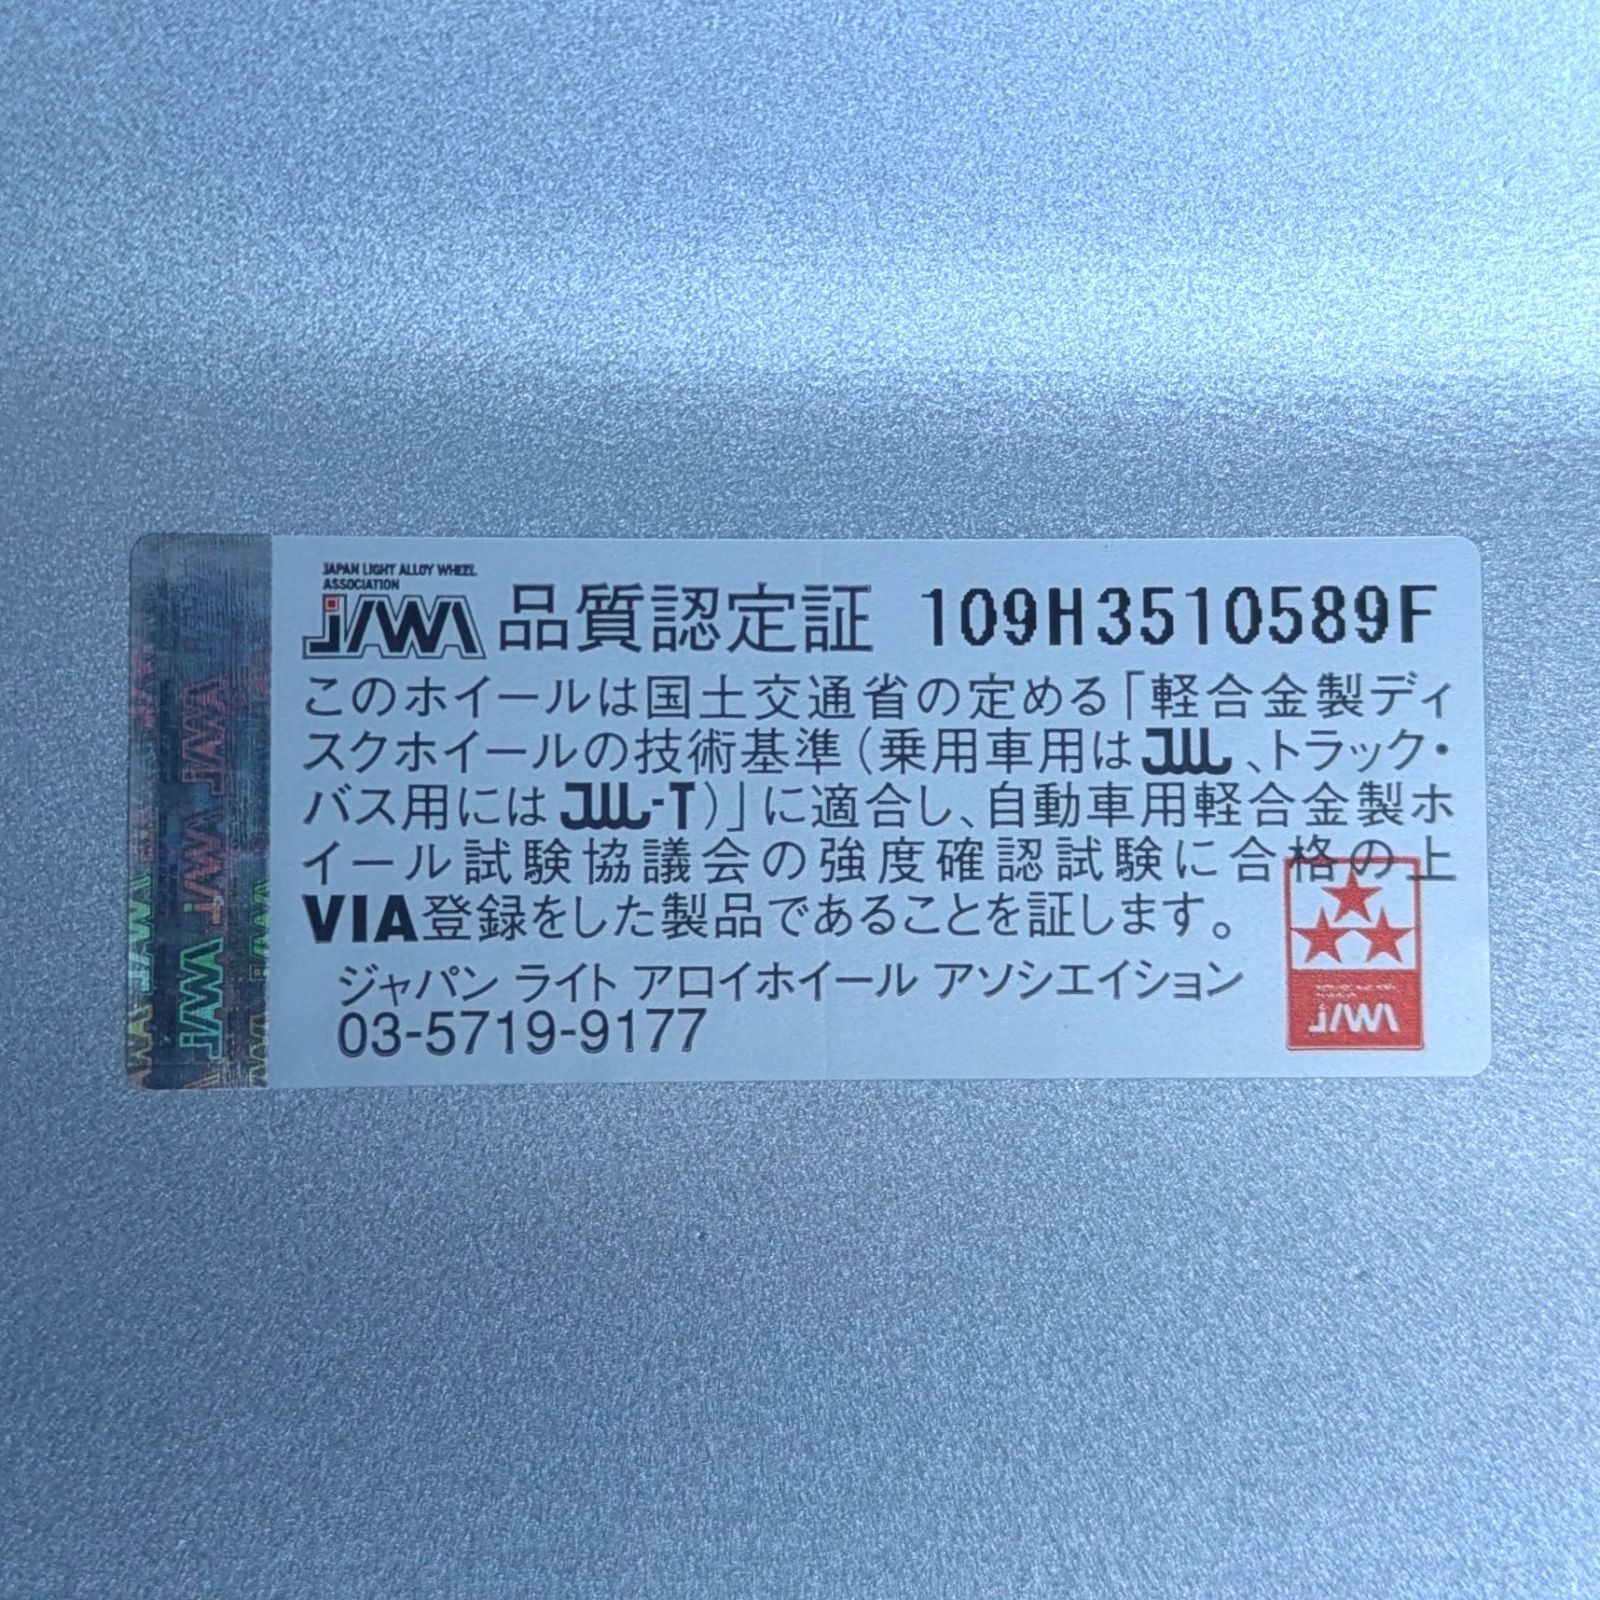 JAPAN LIGHT ALLOY WHEEL
ASSOCIATION
JAWA 品質認定証 109H3510589F
このホイールは国土交通省の定める「軽合金製ディ
スクホイールの技術基準（乗用車用はJWL、トラック・
バス用にはJWL-T）」に適合し、自動車用軽合金製ホ
イール試験協議会の強度確認試験に合格の上
VIA登録をした製品であることを証します。
ジャパン ライト アロイホイール アソシエイション
03-5719-9177
JAWA